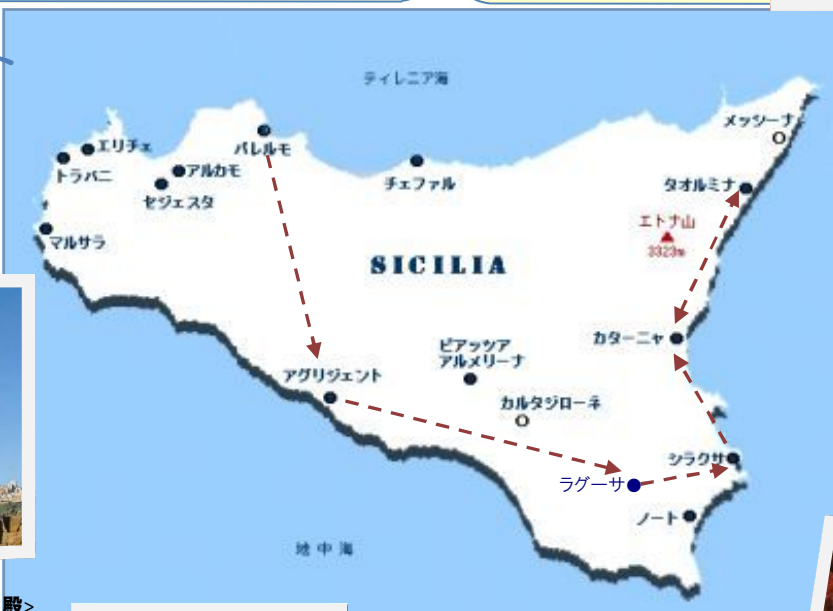 ティレニア海
メッシーナ
パレルモ
エリチェ
アルカモ
トラパニ
セジェスタ
チェファル
タオルミナ
エトナ山
3323m
マルサラ
SICILIA
カターニャ
ピアッツア
アルメリーナ
アグリジェント
カルタジローネ
シラクサ
ラグーサ
ノート
地中海
殿>